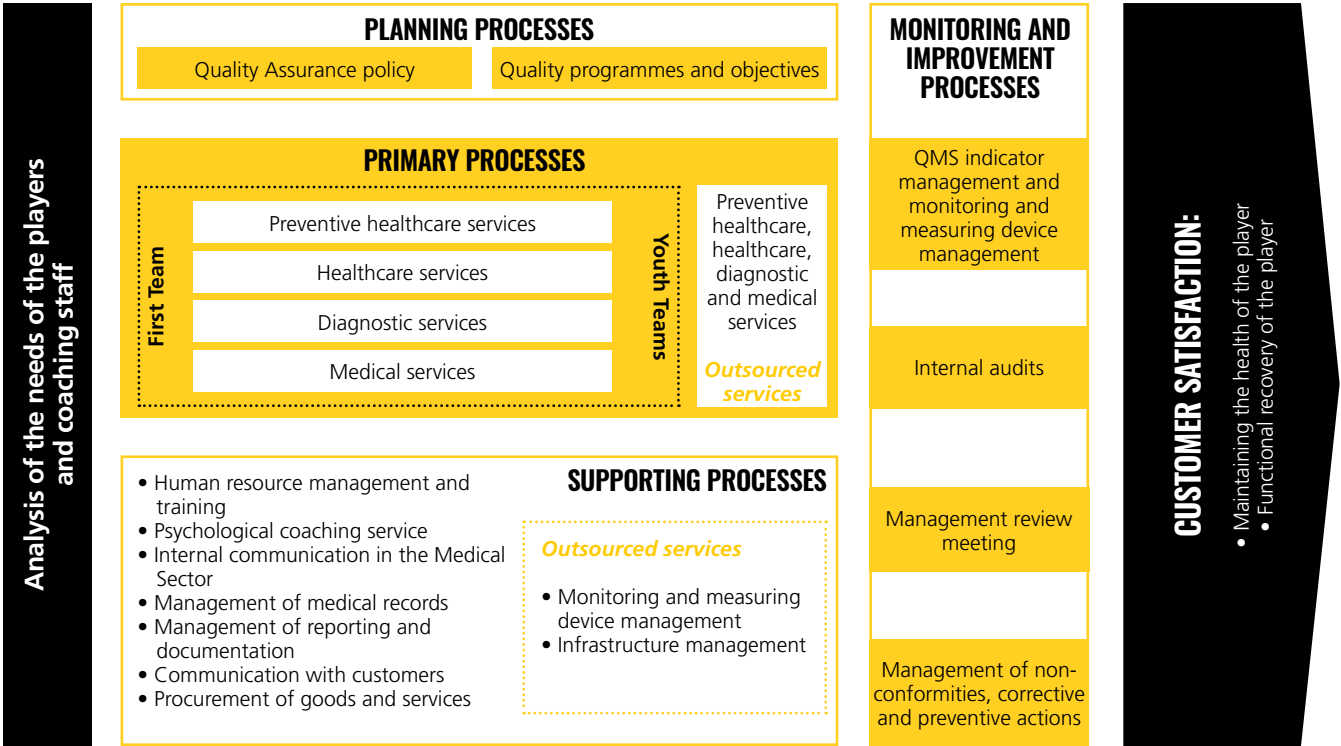 Analysis of the needs of the players
and coaching staff
PLANNING PROCESSES
Quality Assurance policy
Quality programmes and objectives
PRIMARY PROCESSES
First Team
Preventive healthcare services
Healthcare services
Diagnostic services
Medical services
Youth Teams
Preventive
healthcare,
healthcare,
diagnostic
and medical
services
Outsourced
services
SUPPORTING PROCESSES
• Human resource management and
training
• Psychological coaching service
• Internal communication in the Medical
Sector
• Management of medical records
• Management of reporting and
documentation
• Communication with customers
• Procurement of goods and services
Outsourced services
• Monitoring and measuring
device management
• Infrastructure management
MONITORING AND
IMPROVEMENT
PROCESSES
QMS indicator
management and
monitoring and
measuring device
management
Internal audits
Management review
meeting
Management of non-
conformities, corrective
and preventive actions
CUSTOMER SATISFACTION:
• Maintaining the health of the player
• Functional recovery of the player